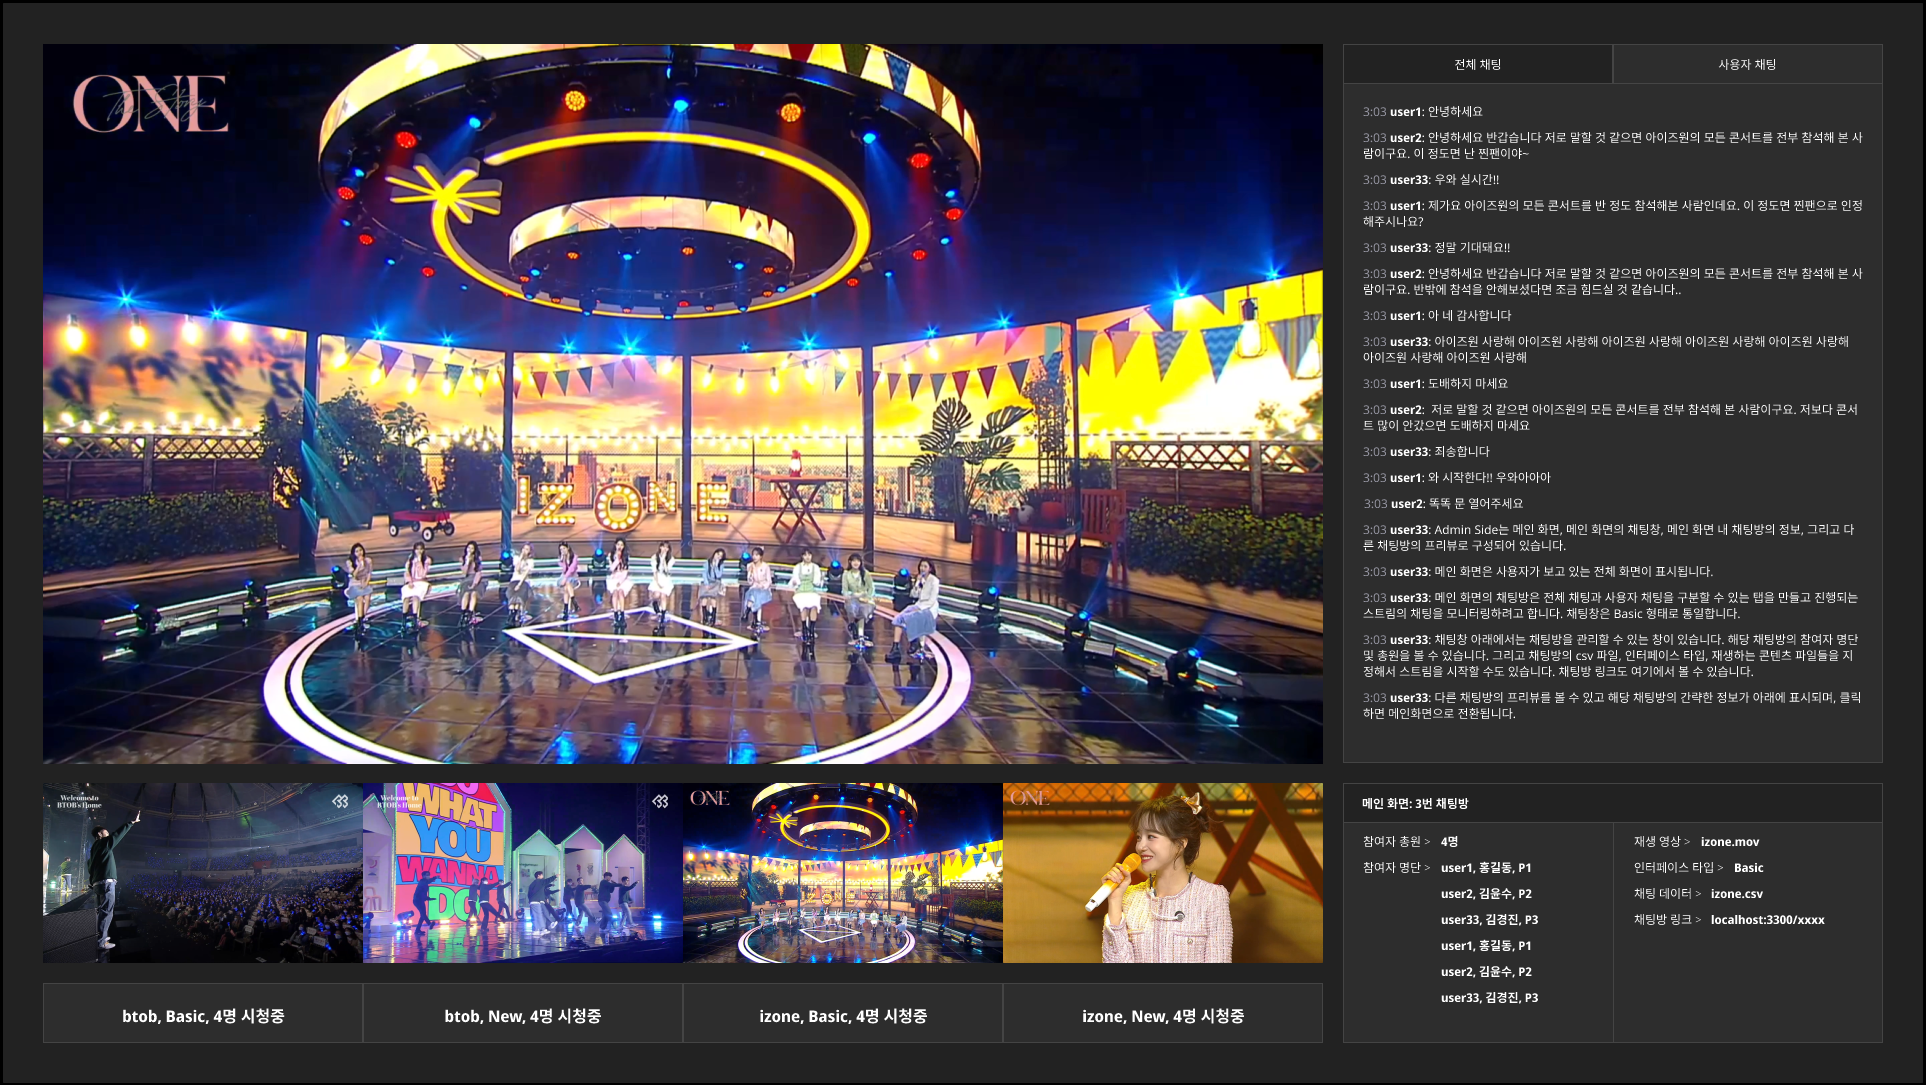 ONE
The Story
IZONE
전체 채팅
사용자 채팅
3:03 user1: 안녕하세요
3:03 user2: 안녕하세요 반갑습니다 저로 말할 것 같으면 아이즈원의 모든 콘서트를 전부 참석해 본 사
람이구요. 이 정도면 난 찐팬이야~
3:03 user33: 우와 실시간!!
3:03 user1: 제가요 아이즈원의 모든 콘서트를 반 정도 참석해본 사람인데요. 이 정도면 찐팬으로 인정
해주시나요?
3:03 user33: 정말 기대돼요!!
3:03 user2: 안녕하세요 반갑습니다 저로 말할 것 같으면 아이즈원의 모든 콘서트를 전부 참석해 본 사
람이구요. 반밖에 참석을 안해보셨다면 조금 힘드실 것 같습니다..
3:03 user1: 아 네 감사합니다
3:03 user33: 아이즈원 사랑해 아이즈원 사랑해 아이즈원 사랑해 아이즈원 사랑해 아이즈원 사랑해
아이즈원 사랑해 아이즈원 사랑해
3:03 user1: 도배하지 마세요
3:03 user2:  저로 말할 것 같으면 아이즈원의 모든 콘서트를 전부 참석해 본 사람이구요. 저보다 콘서
트 많이 안갔으면 도배하지 마세요
3:03 user33: 죄송합니다
3:03 user1: 와 시작한다!! 우와아아아
3:03 user2: 똑똑 문 열어주세요
3:03 user33: Admin Side는 메인 화면, 메인 화면의 채팅창, 메인 화면 내 채팅방의 정보, 그리고 다
른 채팅방의 프리뷰로 구성되어 있습니다.
3:03 user33: 메인 화면은 사용자가 보고 있는 전체 화면이 표시됩니다.
3:03 user33: 메인 화면의 채팅방은 전체 채팅과 사용자 채팅을 구분할 수 있는 탭을 만들고 진행되는
스트림의 채팅을 모니터링하려고 합니다. 채팅창은 Basic 형태로 통일합니다.
3:03 user33: 채팅창 아래에서는 채팅방을 관리할 수 있는 창이 있습니다. 해당 채팅방의 참여자 명단
및 총원을 볼 수 있습니다. 그리고 채팅방의 csv 파일, 인터페이스 타입, 재생하는 콘텐츠 파일들을 지
정해서 스트림을 시작할 수도 있습니다. 채팅방 링크도 여기에서 볼 수 있습니다.
3:03 user33: 다른 채팅방의 프리뷰를 볼 수 있고 해당 채팅방의 간략한 정보가 아래에 표시되며, 클릭
하면 메인화면으로 전환됩니다.
Welcome to
BTOB's Home
Welcome to
BTOB's Home
WHAT
YOU
WANNA
DO
ONE
ONE
btob, Basic, 4명 시청중
btob, New, 4명 시청중
izone, Basic, 4명 시청중
izone, New, 4명 시청중
메인 화면: 3번 채팅방
참여자 총원 > 4명
참여자 명단 > user1, 홍길동, P1
user2, 김윤수, P2
user33, 김경진, P3
user1, 홍길동, P1
user2, 김윤수, P2
user33, 김경진, P3
재생 영상 > izone.mov
인터페이스 타입 > Basic
채팅 데이터 > izone.csv
채팅방 링크 > localhost:3300/xxxx